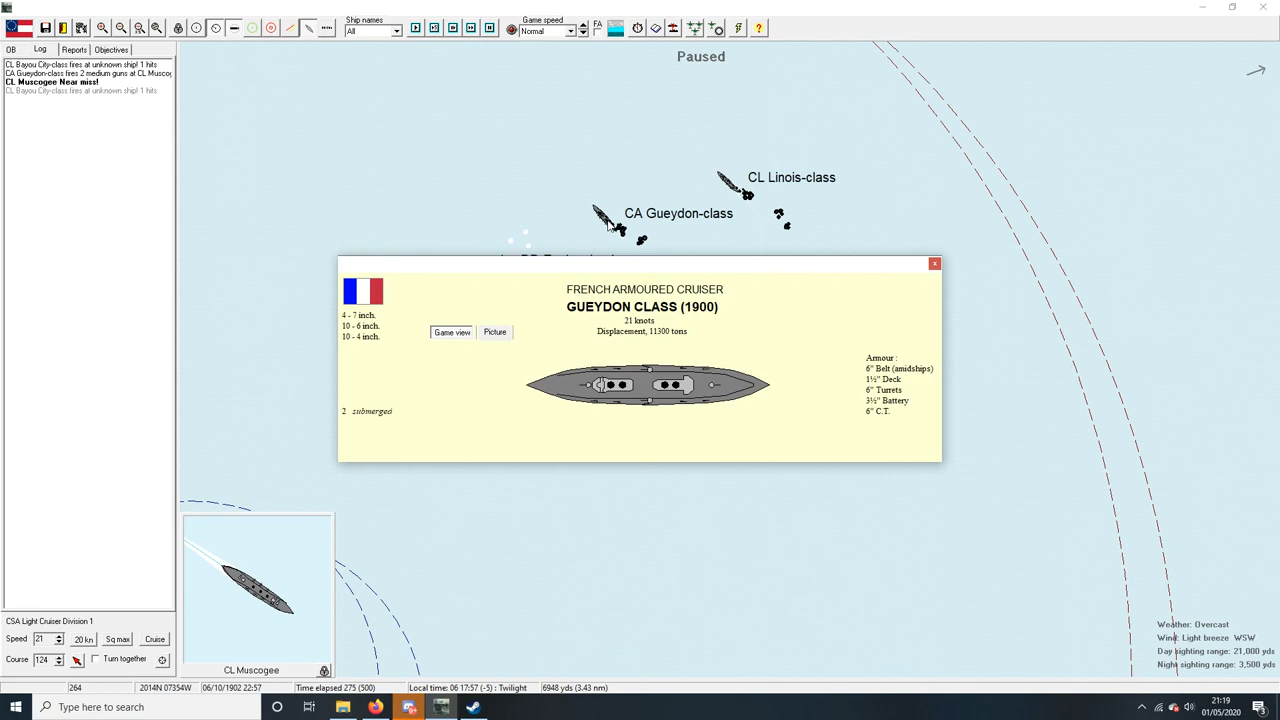 Ship names
All
Game speed
Normal
FA
OB
Log
Reports
Objectives
CL Bayou City-class fires at unknown ship! 1 hits
CA Gueydon-class fires 2 medium guns at CL Muscog
CL Muscogee Near miss!
CL Bayou City-class fires at unknown ship! 1 hits
Paused
CL Linois-class
CA Gueydon-class
FRENCH ARMOURED CRUISER
GUEYDON CLASS (1900)
21 knots
Displacement, 11300 tons
4 - 7 inch.
10 - 6 inch.
10 - 4 inch.
Game view
Picture
2 submerged
Armour :
6" Belt (amidships)
1½" Deck
6" Turrets
3½" Battery
6" C.T.
CL Muscogee
CSA Light Cruiser Division 1
Speed 21 20 kn Sq max Cruise
Course 124 Turn together
Weather: Overcast
Wind: Light breeze WSW
Day sighting range: 21,000 yds
Night sighting range: 3,500 yds
264
2014N 07354W
06/10/1902 22:57
Time elapsed 275 (500)
Local time: 06 17:57 (-5) : Twilight
6948 yds (3.43 nm)
Type here to search
21:19
01/05/2020